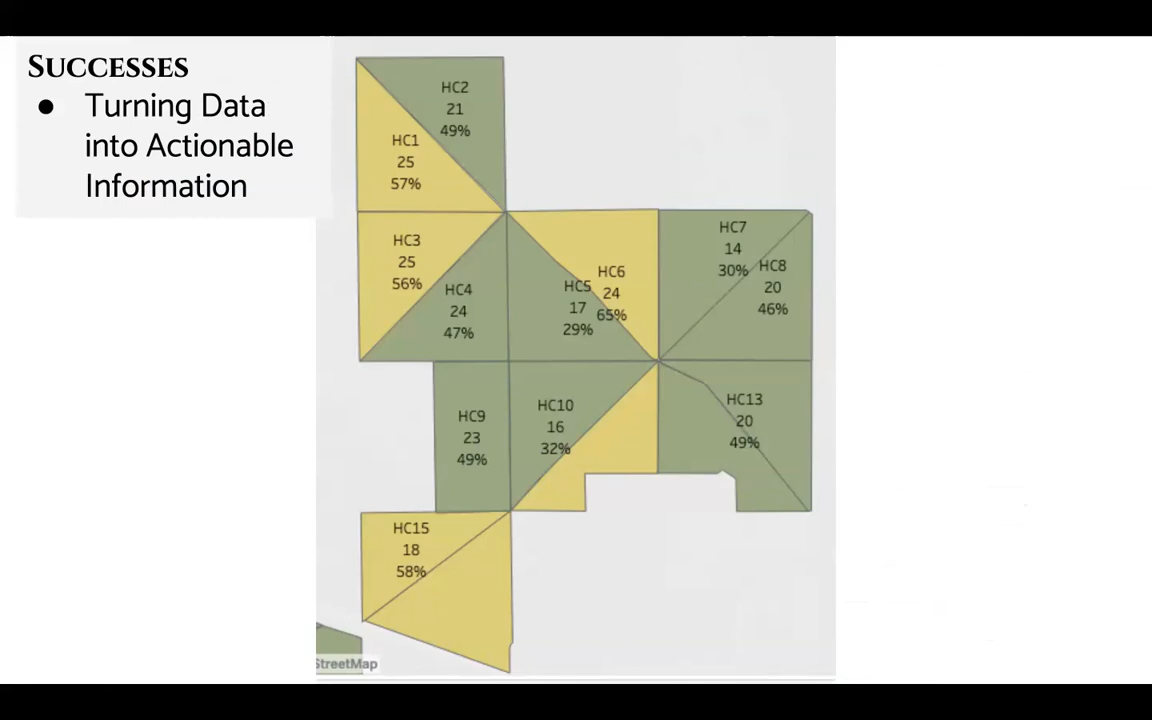 Successes
● Turning Data
into Actionable
Information
HC2
21
49%
HC1
25
57%
HC3
25
56%
HC4
24
47%
HC5
17
29%
HC6
24
65%
HC7
14
30%
HC8
20
46%
HC9
23
49%
HC10
16
32%
HC13
20
49%
HC15
18
58%
StreetMap